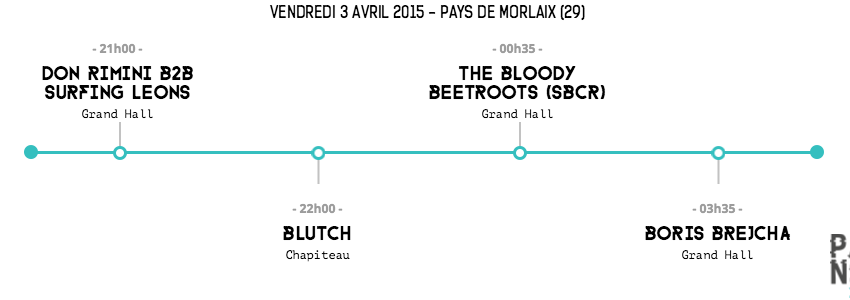 VENDREDI 3 AVRIL 2015 - PAYS DE MORLAIX (29)
- 21h00 -
DON RIMINI B2B
SURFING LEONS
Grand Hall
- 00h35 -
THE BLOODY
BEETROOTS (SBCR)
Grand Hall
- 22h00 -
BLUTCH
Chapiteau
- 03h35 -
BORIS BREJCHA
Grand Hall